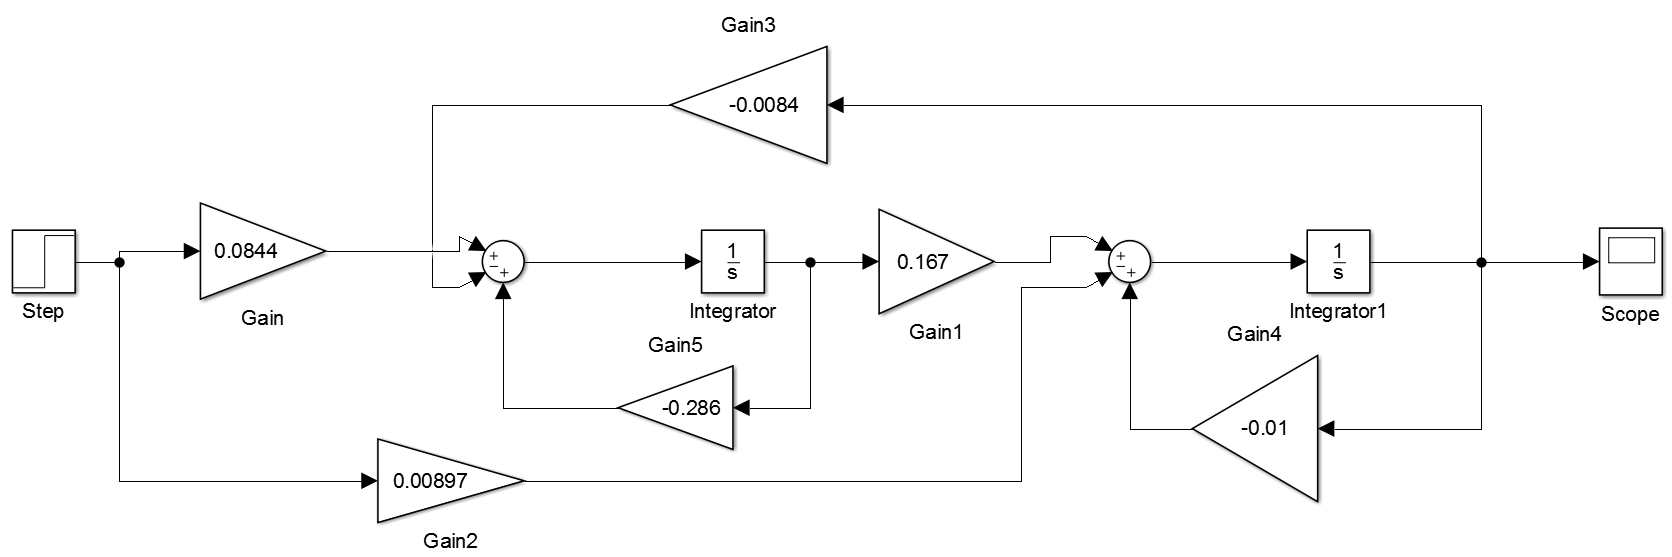 Gain3
-0.0084
0.0844
+
−
+
1
s
0.167
+
−
+
1
s
Step
Gain
Integrator
Gain1
Integrator1
Scope
Gain5
Gain4
-0.286
-0.01
0.00897
Gain2